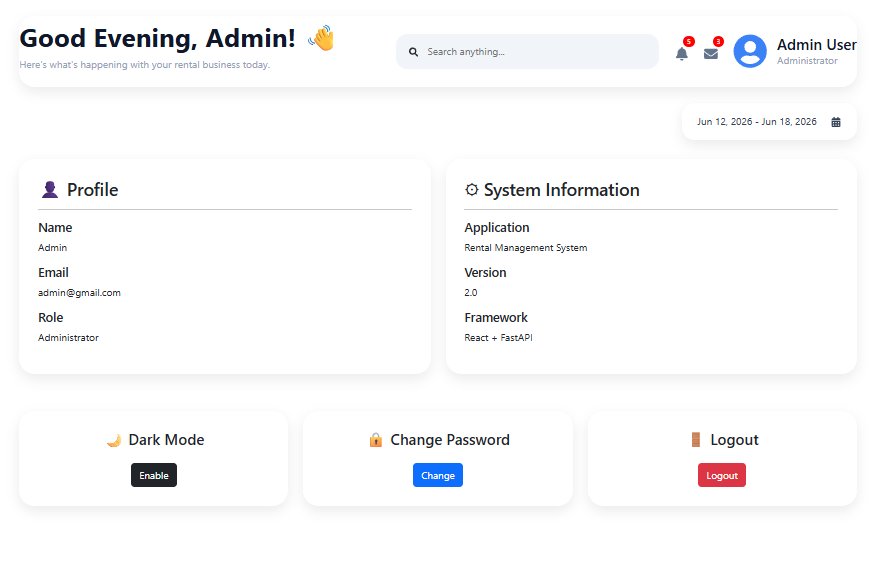 Good Evening, Admin! 👋
Here's what's happening with your rental business today.
Search anything...
5
3
Admin User
Administrator
Jun 12, 2026 - Jun 18, 2026
👤 Profile
Name
Admin
Email
admin@gmail.com
Role
Administrator
⚙ System Information
Application
Rental Management System
Version
2.0
Framework
React + FastAPI
🌙 Dark Mode
Enable
🔒 Change Password
Change
🚪 Logout
Logout